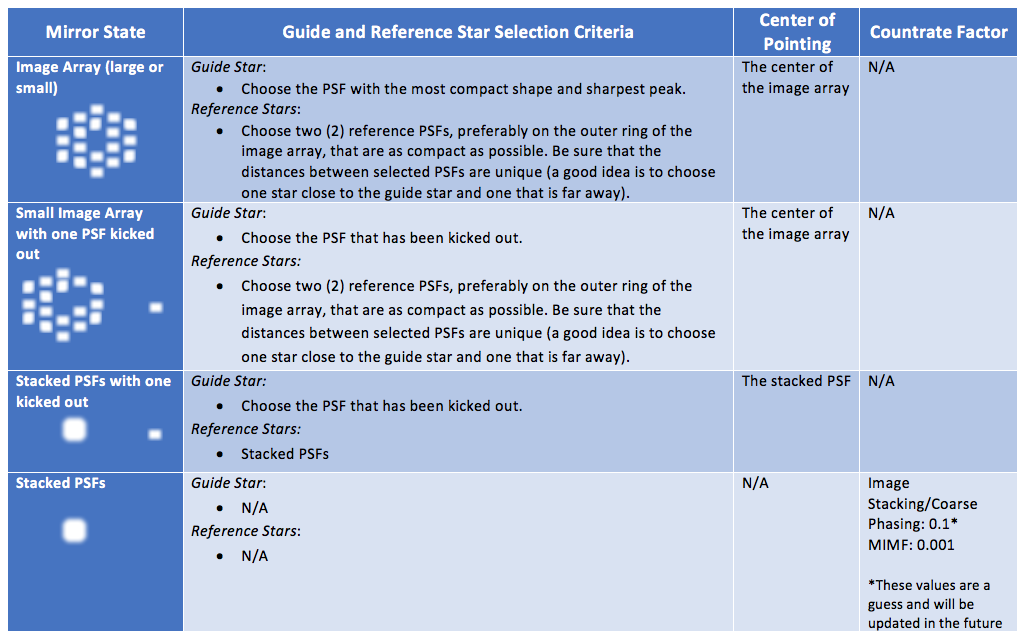 Mirror State
Guide and Reference Star Selection Criteria
Center of
Pointing
Countrate Factor
Image Array (large or
small)
Guide Star:
• Choose the PSF with the most compact shape and sharpest peak.
Reference Stars:
• Choose two (2) reference PSFs, preferably on the outer ring of the
image array, that are as compact as possible. Be sure that the
distances between selected PSFs are unique (a good idea is to choose
one star close to the guide star and one that is far away).
The center of
the image array
N/A
Small Image Array
with one PSF kicked
out
Guide Star:
• Choose the PSF that has been kicked out.
Reference Stars:
• Choose two (2) reference PSFs, preferably on the outer ring of the
image array, that are as compact as possible. Be sure that the
distances between selected PSFs are unique (a good idea is to choose
one star close to the guide star and one that is far away).
The center of
the image array
N/A
Stacked PSFs with one
kicked out
Guide Star:
• Choose the PSF that has been kicked out.
Reference Stars:
• Stacked PSFs
The stacked PSF
N/A
Stacked PSFs
Guide Star:
• N/A
Reference Stars:
• N/A
N/A
Image
Stacking/Coarse
Phasing: 0.1*
MIMF: 0.001
*These values are a
guess and will be
updated in the future